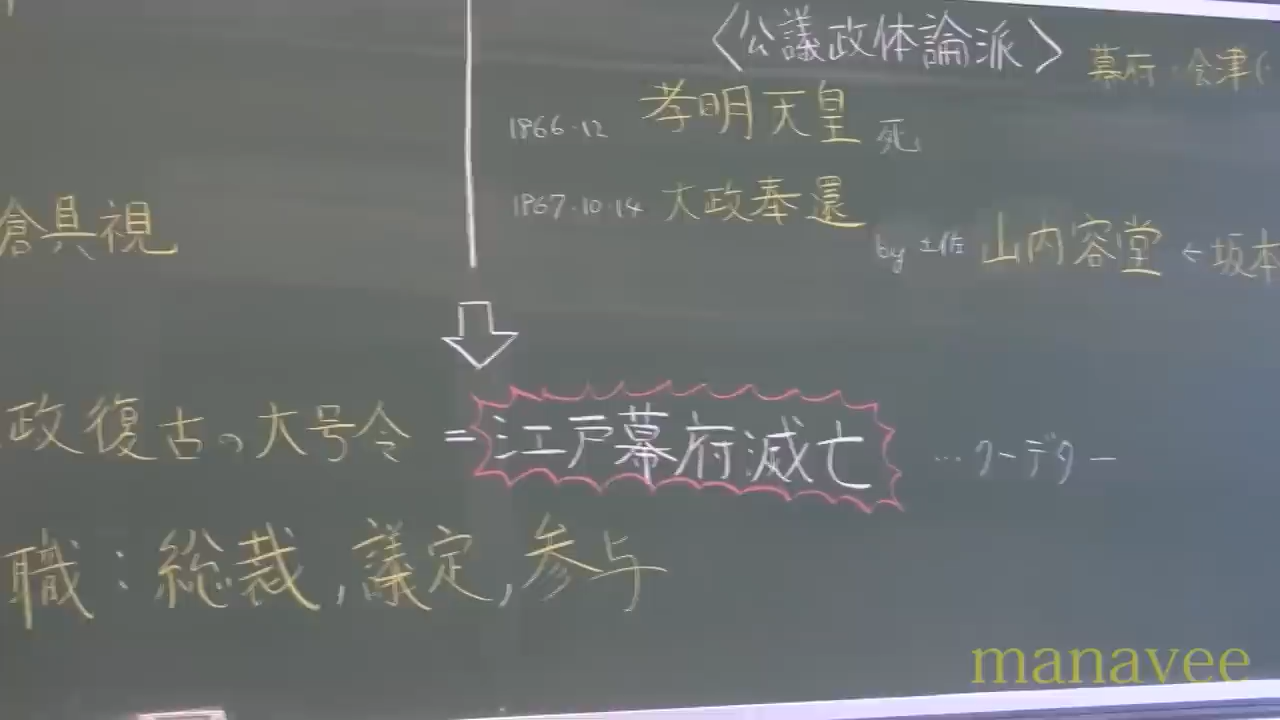 〈公議政体論派〉
幕府・会津(
1966.12 孝明天皇 死
倉具視
1967.10.14 大政奉還
by 土佐 山内容堂 ← 坂本
政復古の大号令 = 江戸幕府滅亡 …クーデター
職:総裁,議定,参与
manavee